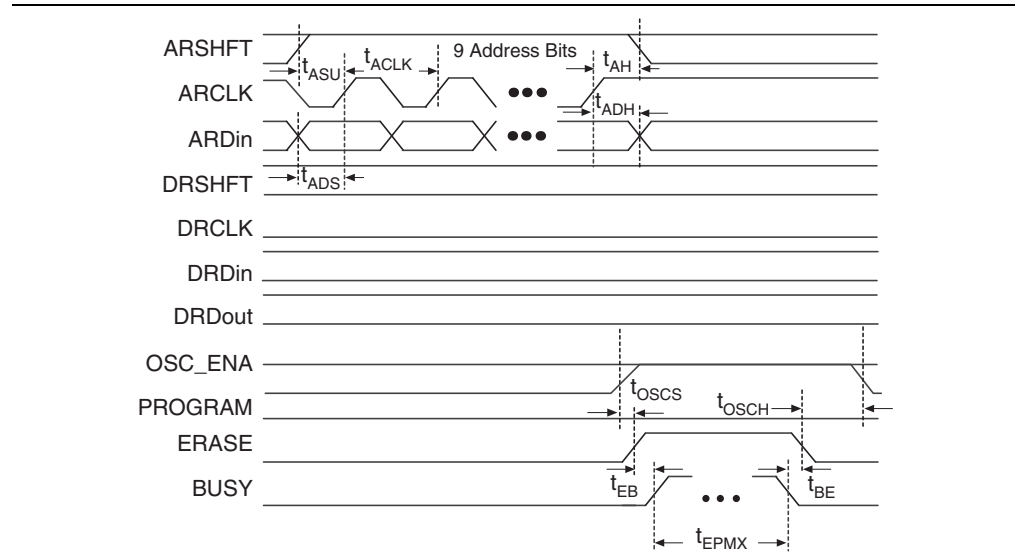 ARSHFT
tASU
tACLK
9 Address Bits
tAH
ARCLK
tADH
ARDin
tADS
DRSHFT
DRCLK
DRDin
DRDout
OSC_ENA
tOSCS
tOSCH
PROGRAM
ERASE
tEB
tBE
BUSY
tEPMX